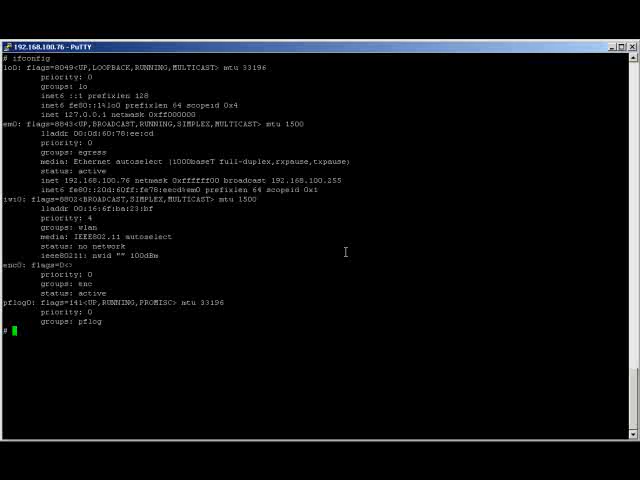 192.168.100.76 - PuTTY
# ifconfig
lo0: flags=8049<UP,LOOPBACK,RUNNING,MULTICAST> mtu 33196
priority: 0
groups: lo
inet6 ::1 prefixlen 128
inet6 fe80::1%lo0 prefixlen 64 scopeid 0x4
inet 127.0.0.1 netmask 0xff000000
em0: flags=8843<UP,BROADCAST,RUNNING,SIMPLEX,MULTICAST> mtu 1500
lladdr 00:0d:60:78:ee:cd
priority: 0
groups: egress
media: Ethernet autoselect (1000baseT full-duplex,rxpause,txpause)
status: active
inet 192.168.100.76 netmask 0xffffff00 broadcast 192.168.100.255
inet6 fe80::20d:60ff:fe78:eecd%em0 prefixlen 64 scopeid 0x1
iwi0: flags=8802<BROADCAST,SIMPLEX,MULTICAST> mtu 1500
lladdr 00:16:6f:ba:23:bf
priority: 4
groups: wlan
media: IEEE802.11 autoselect
status: no network
ieee80211: nwid "" 100dBm
enc0: flags=0<>
priority: 0
groups: enc
status: active
pflog0: flags=141<UP,RUNNING,PROMISC> mtu 33196
priority: 0
groups: pflog
#